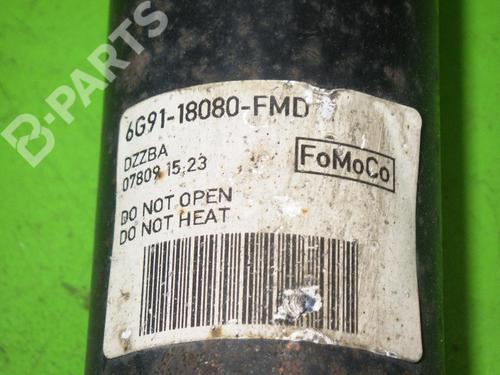 B-PARTS
6G91-18080-FMD
DZZBA
07809 15:23
FoMoCo
DO NOT OPEN
DO NOT HEAT